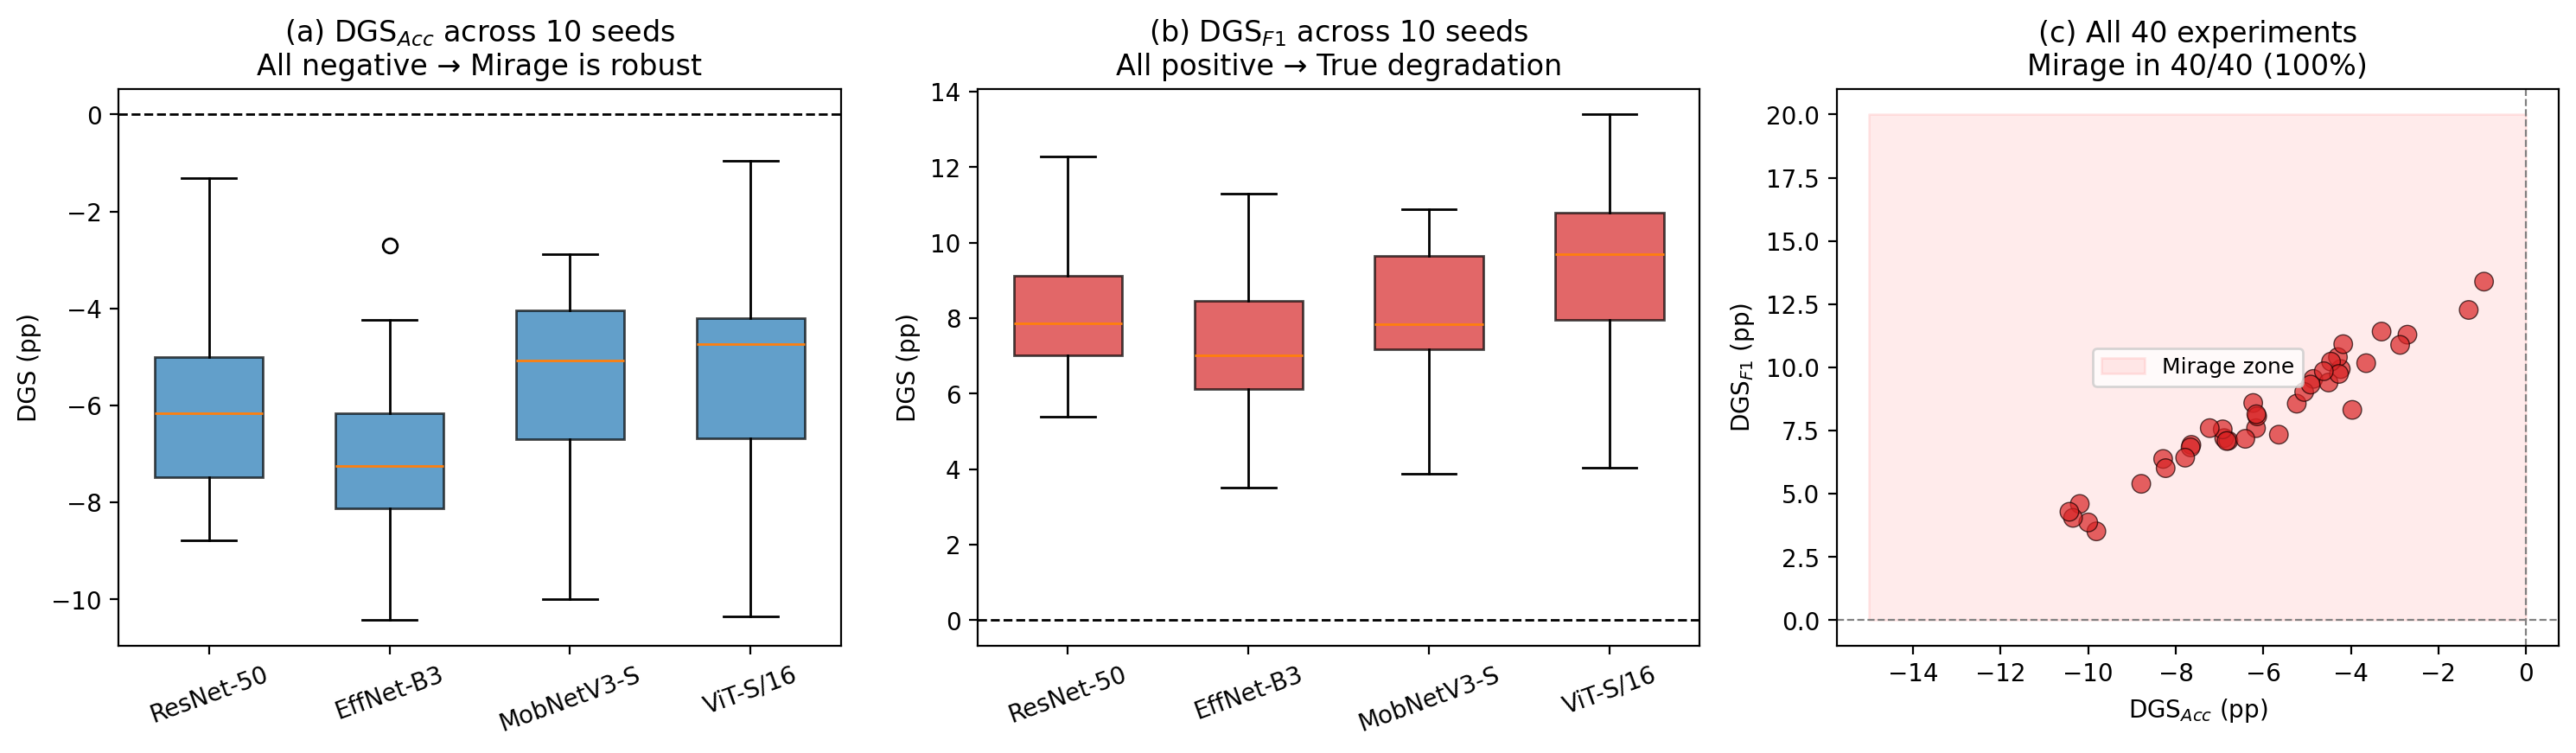 (a) DGS_Acc across 10 seeds
All negative → Mirage is robust
DGS (pp)
0
−2
−4
−6
−8
−10
ResNet-50
EffNet-B3
MobNetV3-S
ViT-S/16
(b) DGS_F1 across 10 seeds
All positive → True degradation
DGS (pp)
14
12
10
8
6
4
2
0
ResNet-50
EffNet-B3
MobNetV3-S
ViT-S/16
(c) All 40 experiments
Mirage in 40/40 (100%)
DGS_F1 (pp)
20.0
17.5
15.0
12.5
10.0
7.5
5.0
2.5
0.0
Mirage zone
−14
−12
−10
−8
−6
−4
−2
0
DGS_Acc (pp)